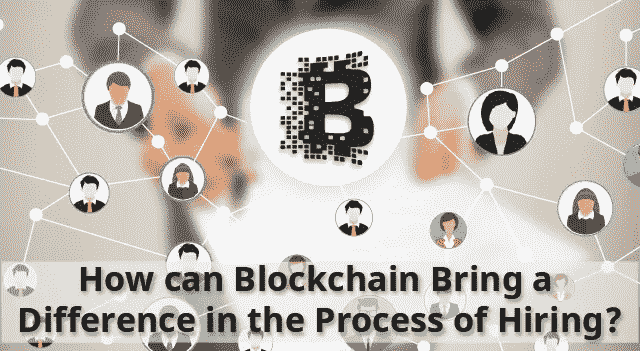 B
How can Blockchain Bring a
Difference in the Process of Hiring?